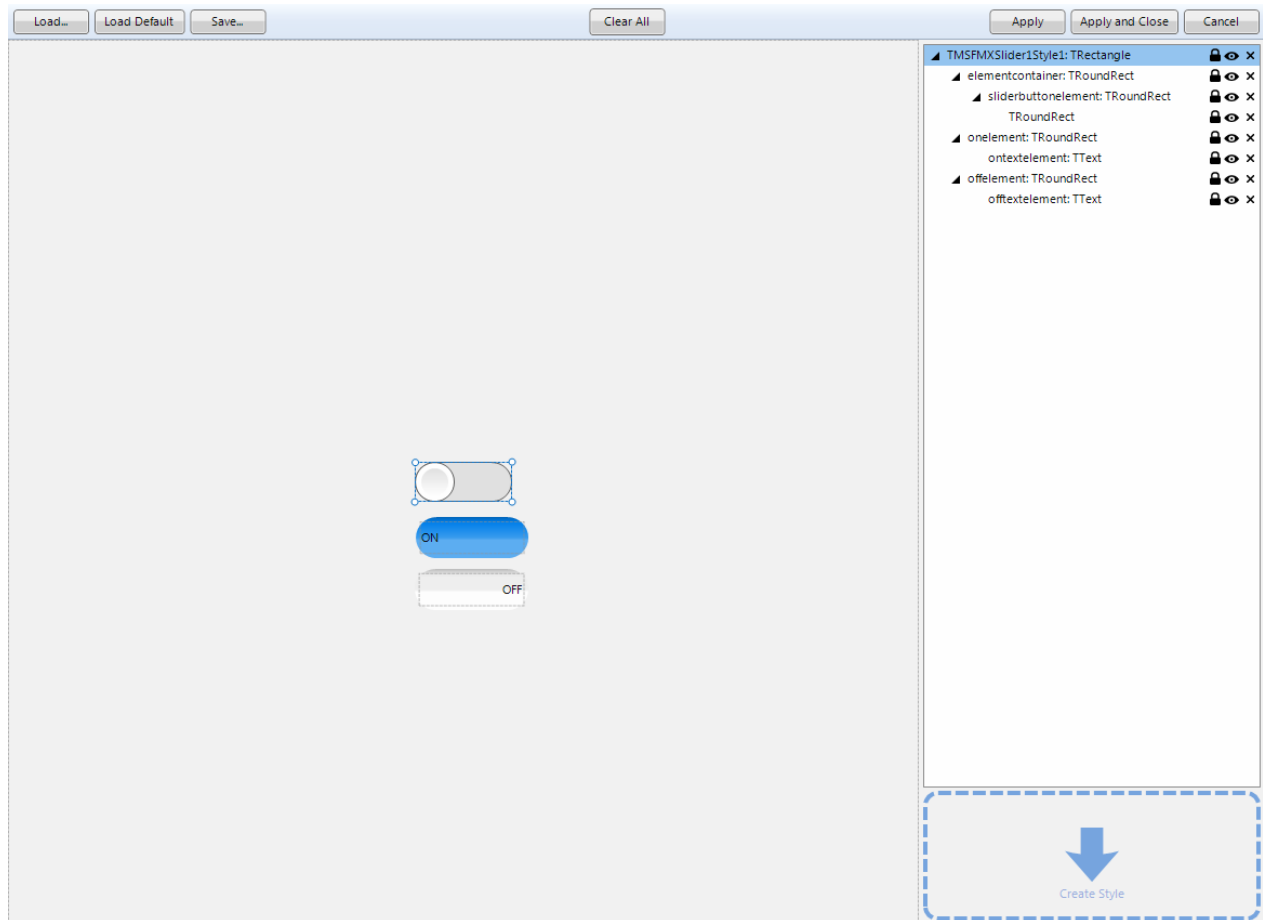 Load... Load Default Save... Clear All Apply Apply and Close Cancel
TMSFMXSlider1Style1: TRectangle
elementcontainer: TRoundRect
sliderbuttonelement: TRoundRect
TRoundRect
onelement: TRoundRect
ontextelement: TText
offelement: TRoundRect
offtextelement: TText
ON
OFF
Create Style